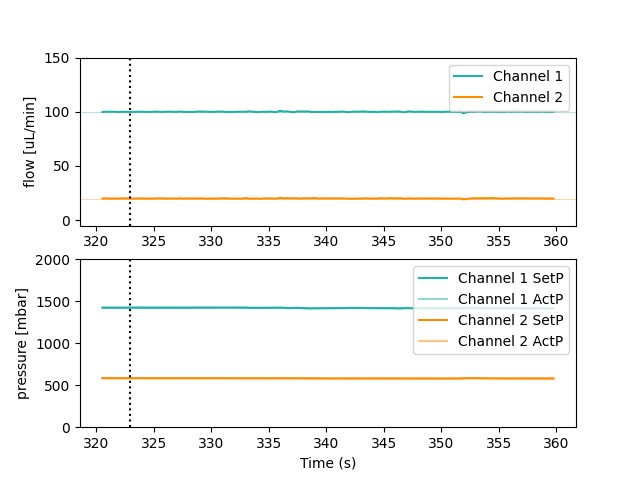 150
100
50
0
flow [uL/min]
Channel 1
Channel 2
320 325 330 335 340 345 350 355 360
2000
1500
1000
500
0
pressure [mbar]
Channel 1 SetP
Channel 1 ActP
Channel 2 SetP
Channel 2 ActP
320 325 330 335 340 345 350 355 360
Time (s)